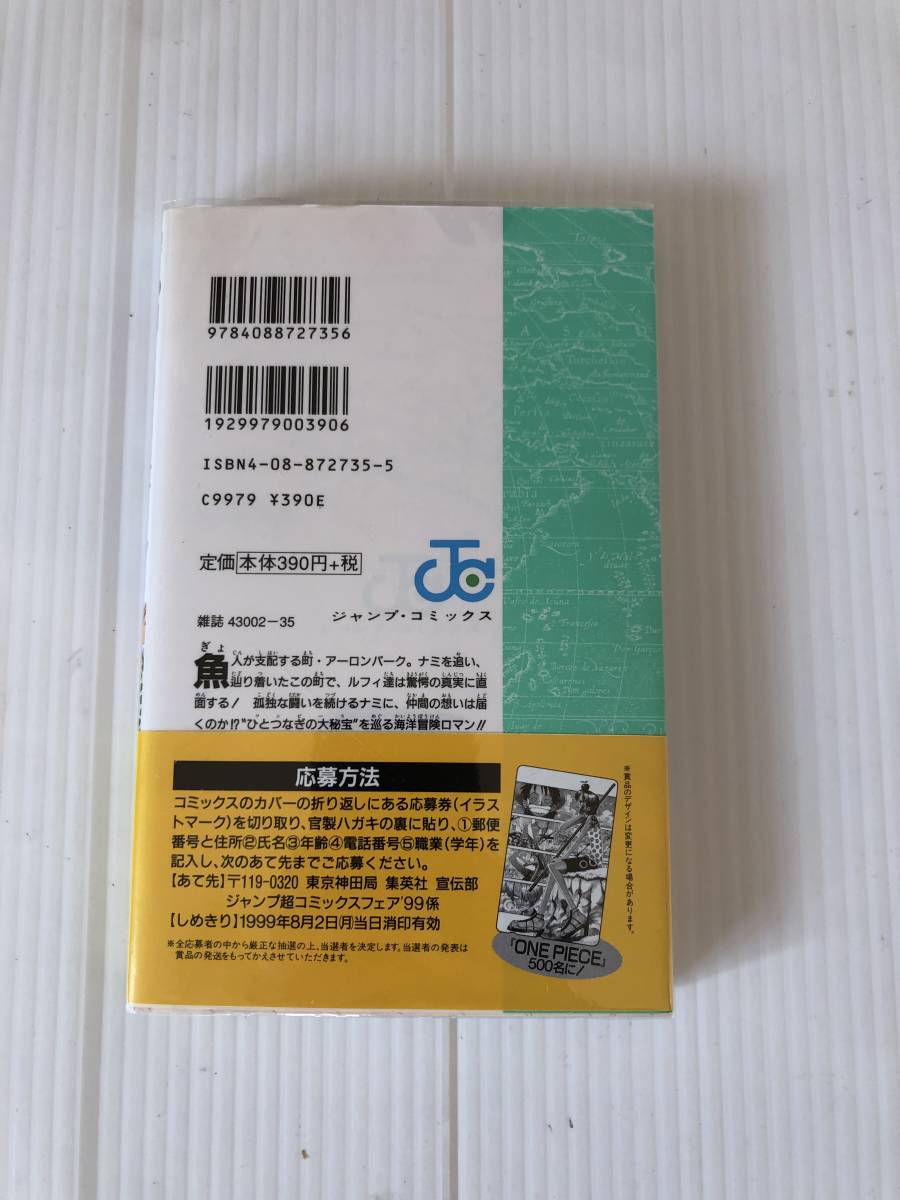 9784088727356
1929979003906
ISBN4-08-872735-5
C9979 ¥390E
定価 本体390円+税
ジャンプ・コミックス
雑誌 43002-35
魚人が支配する町・アーロンパーク。ナミを追い、
辿り着いたこの町で、ルフィ達は驚愕の真実に直
面する! 孤独な闘いを続けるナミに、仲間の想いは届
くのか!?"ひとつなぎの大秘宝"を巡る海洋冒険ロマン!!
応募方法
コミックスのカバーの折り返しにある応募券(イラス
トマーク)を切り取り、官製ハガキの裏に貼り、①郵便
番号と住所②氏名③年齢④電話番号⑤職業(学年)を
記入し、次のあて先までご応募ください。
【あて先】〒119-0320 東京神田局 集英社 宣伝部
ジャンプ超コミックスフェア'99係
【しめきり】1999年8月2日(月)当日消印有効
※全応募者の中から厳正な抽選の上、当選者を決定します。当選者の発表は
賞品の発送をもってかえさせていただきます。
※賞品のデザインは変更になる場合があります。
『ONE PIECE』
500名に!